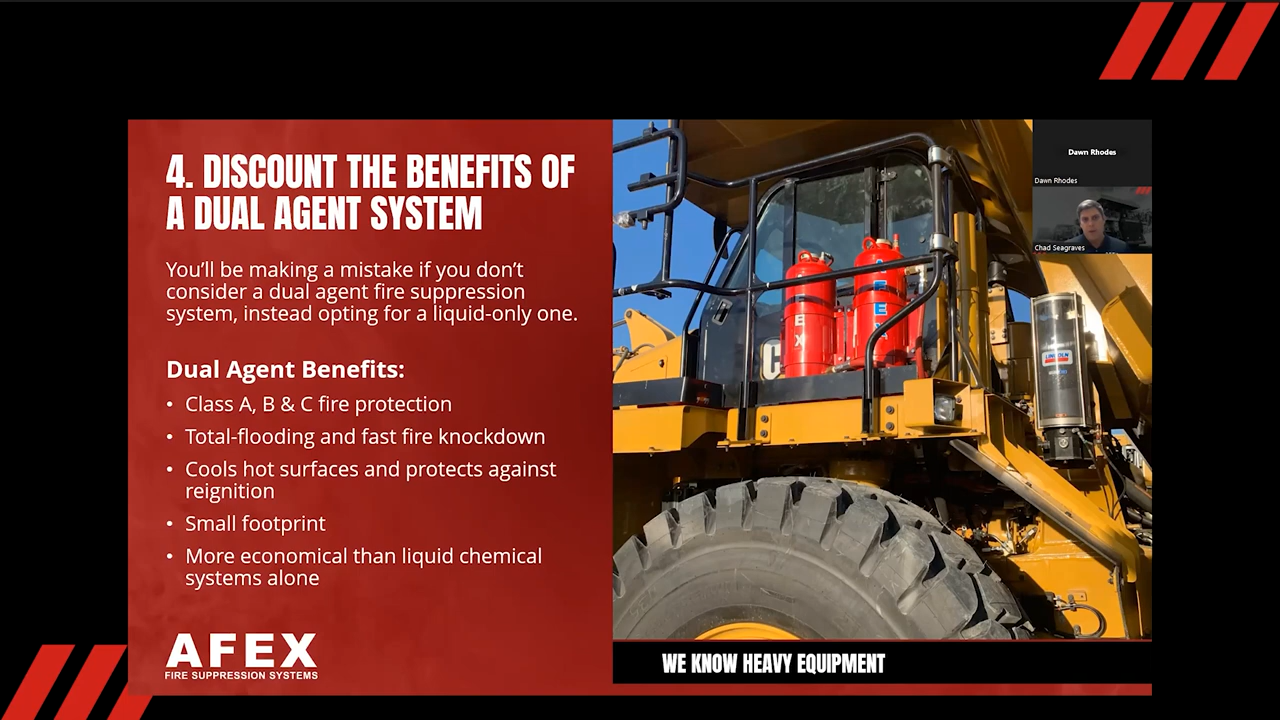 4. DISCOUNT THE BENEFITS OF
A DUAL AGENT SYSTEM
You'll be making a mistake if you don't
consider a dual agent fire suppression
system, instead opting for a liquid-only one.
Dual Agent Benefits:
• Class A, B & C fire protection
• Total-flooding and fast fire knockdown
• Cools hot surfaces and protects against
reignition
• Small footprint
• More economical than liquid chemical
systems alone
AFEX
FIRE SUPPRESSION SYSTEMS
Dawn Rhodes
Dawn Rhodes
Chad Seagraves
LINCOLN
WE KNOW HEAVY EQUIPMENT